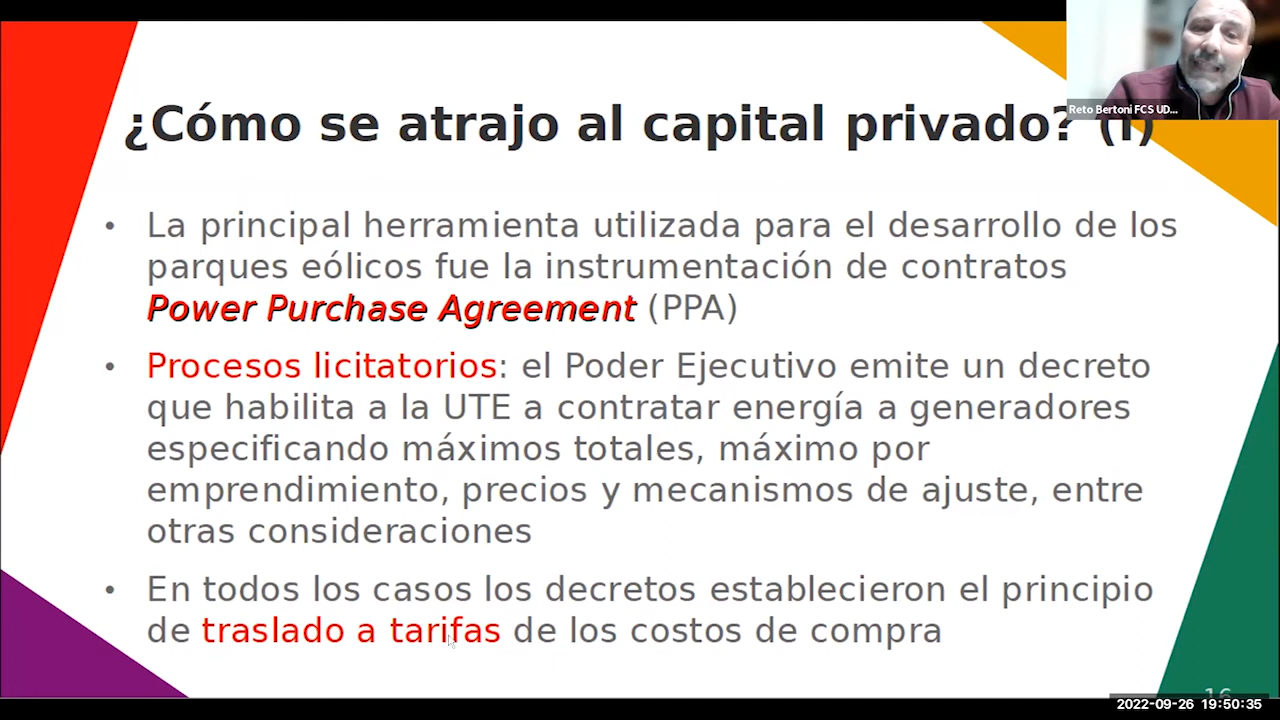 ¿Cómo se atrajo al capital privado? (I)
Reto Bertoni FCS UD...
• La principal herramienta utilizada para el desarrollo de los
parques eólicos fue la instrumentación de contratos
Power Purchase Agreement (PPA)
• Procesos licitatorios: el Poder Ejecutivo emite un decreto
que habilita a la UTE a contratar energía a generadores
especificando máximos totales, máximo por
emprendimiento, precios y mecanismos de ajuste, entre
otras consideraciones
• En todos los casos los decretos establecieron el principio
de traslado a tarifas de los costos de compra
16
2022-09-26 19:50:35